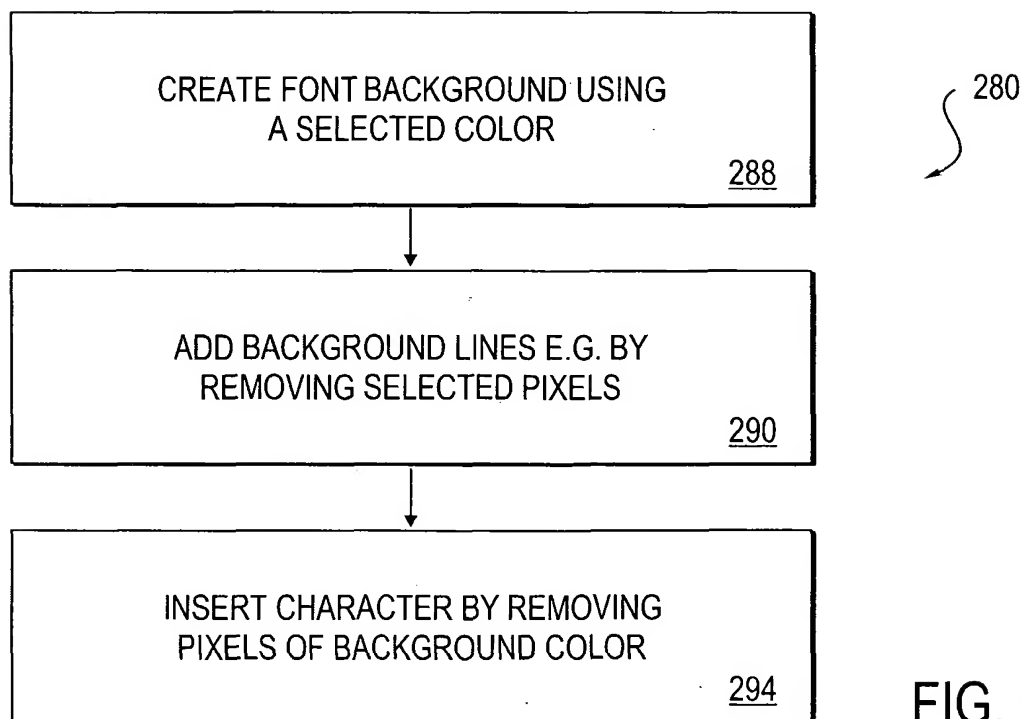 CREATE FONT BACKGROUND USING
A SELECTED COLOR
288
280
ADD BACKGROUND LINES E.G. BY
REMOVING SELECTED PIXELS
290
INSERT CHARACTER BY REMOVING
PIXELS OF BACKGROUND COLOR
294
FIG.